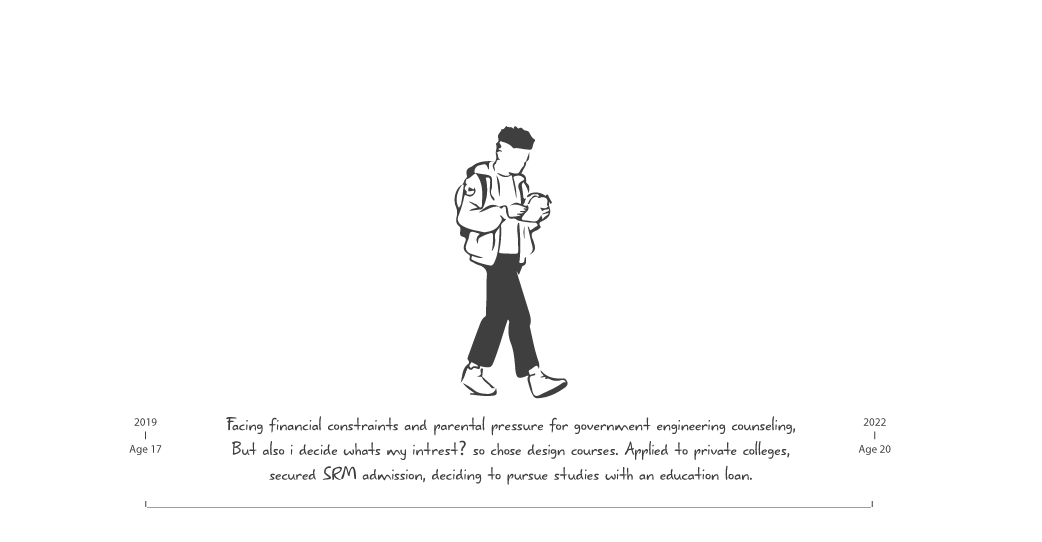 Facing financial constraints and parental pressure for government engineering counseling,
But also i decide whats my intrest? so chose design courses. Applied to private colleges,
secured SRM admission, deciding to pursue studies with an education loan.
2019
Age 17
2022
Age 20